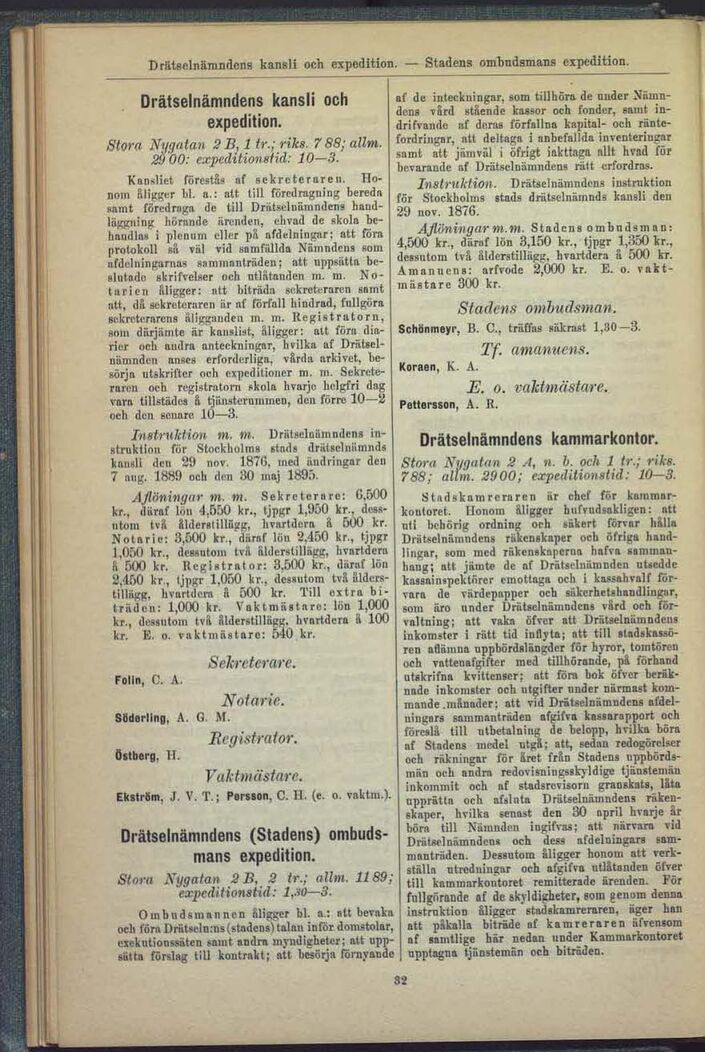 Drätselnämndens kansli och expedition. — Stadens ombudsmans expedition.
Drätselnämndens kansli och
expedition.
Stora Nygatan 2 B, 1 tr.; riks. 7 88; allm.
29 00: expeditionstid: 10—3.
Kansliet förestås af sekreteraren. Ho-
nom åligger bl. a.: att till föredragning bereda
samt föredraga de till Drätselnämndens hand-
läggning hörande ärenden, ehvad de skola be-
handlas i plenum eller på afdelningar; att föra
protokoll så väl vid samfällda Nämndens som
afdelningarnas sammanträden; att uppsätta be-
slutade skrifvelser och utlåtanden m. m. No-
tarien åligger: att biträda sekreteraren samt
att, då sekreteraren är af förfall hindrad, fullgöra
sekreterarens åligganden m. m. Registratorn,
som därjämte är kanslist, åligger: att föra dia-
rier och andra anteckningar, hvilka af Drätsel-
nämnden anses erforderliga, vårda arkivet, be-
sörja utskrifter och expeditioner m. m. Sekrete-
raren och registratorn skola hvarje helgfri dag
vara tillstädes å tjänsterummen, den förre 10—2
och den senare 10—3.
Instruktion m. m. Drätselnämndens in-
struktion för Stockholms stads drätselnämnds
kansli den 29 nov. 1876, med ändringar den
7 aug. 1889 och den 30 maj 1895.
Aflöningar m. m. Sekreterare: 6,500
kr., däraf lön 4,550 kr., tjpgr 1,950 kr., dess-
utom två ålderstillägg, hvartdera å 500 kr.
Notarie: 3,500 kr., däraf lön 2,450 kr., tjpgr
1,050 kr., dessutom två ålderstillägg, hvartdera
å 500 kr. Registrator: 3,500 kr., däraf lön
2,450 kr., tjpgr 1,050 kr., dessutom två ålders-
tillägg, hvartdera å 500 kr. Till extra bi-
träden: 1,000 kr. Vaktmästare: lön 1,000
kr., dessutom två ålderstillägg, hvartdera å 100
kr. E. o. vaktmästare: 540 kr.
Sekreterare.
Folin, C. A.
Notarie.
Söderling, A. G. M.
Registrator.
Östberg, H.
Vaktmästare.
Ekström, J. V. T.; Persson, C. H. (e. o. vaktm.).
Drätselnämndens (Stadens) ombuds-
mans expedition.
Stora Nygatan 2 B, 2 tr.; allm. 11 89;
expeditionstid: 1,30—3.
Ombudsmannen åligger bl. a.: att bevaka
och föra Drätseln:ns (stadens) talan inför domstolar,
exekutionssäten samt andra myndigheter; att upp-
sätta förslag till kontrakt; att besörja förnyande
af de inteckningar, som tillhöra de under Nämn-
dens vård stående kassor och fonder, samt in-
drifvande af deras förfallna kapital- och ränte-
fordringar, att deltaga i anbefallda inventeringar
samt att jämväl i öfrigt iakttaga allt hvad för
bevarande af Drätselnämndens rätt erfordras.
Instruktion. Drätselnämndens instruktion
för Stockholms stads drätselnämnds kansli den
29 nov. 1876.
Aflöningar m. m. Stadens ombudsman:
4,500 kr., däraf lön 3,150 kr., tjpgr 1,350 kr.,
dessutom två ålderstillägg, hvartdera å 500 kr.
Amanuens: arfvode 2,000 kr. E. o. vakt-
mästare 300 kr.
Stadens ombudsman.
Schönmeyr, B. C., träffas säkrast 1,30—3.
Tf. amanuens.
Koraen, K. A.
E. o. vaktmästare.
Pettersson, A. R.
Drätselnämndens kammarkontor.
Stora Nygatan 2 A, n. b. och 1 tr.; riks.
7 88; allm. 29 00; expeditionstid: 10—3.
Stadskamreraren är chef för kammar-
kontoret. Honom åligger hufvudsakligen: att
uti behörig ordning och säkert förvar hålla
Drätselnämndens räkenskaper och öfriga hand-
lingar, som med räkenskaperna hafva samman-
hang; att jämte de af Drätselnämnden utsedde
kassainspektörer emottaga och i kassahvalf för-
vara de värdepapper och säkerhetshandlingar,
som äro under Drätselnämndens vård och för-
valtning; att vaka öfver att Drätselnämndens
inkomster i rätt tid inflyta; att till stadskassö-
ren aflämna uppbördslängder för hyror, tomtören
och vattenafgifter med tillhörande, på förhand
utskrifna kvittenser; att föra bok öfver beräk-
nade inkomster och utgifter under närmast kom-
mande månader; att vid Drätselnämndens afdel-
ningars sammanträden afgifva kassarapport och
föreslå till utbetalning de belopp, hvilka böra
af Stadens medel utgå; att, sedan redogörelser
och räkningar för året från Stadens uppbörds-
män och andra redovisningsskyldige tjänstemän
inkommit och af stadsrevisorn granskats, låta
upprätta och afsluta Drätselnämndens räken-
skaper, hvilka senast den 30 april hvarje år
böra till Nämnden ingifvas; att närvara vid
Drätselnämndens och dess afdelningars sam-
manträden. Dessutom åligger honom att verk-
ställa utredningar och afgifva utlåtanden öfver
till kammarkontoret remitterade ärenden. För
fullgörande af de skyldigheter, som genom denna
instruktion åligger stadskamreraren, äger han
att påkalla biträde af kamreraren äfvensom
af samtlige här nedan under Kammarkontoret
upptagna tjänstemän och biträden.
32